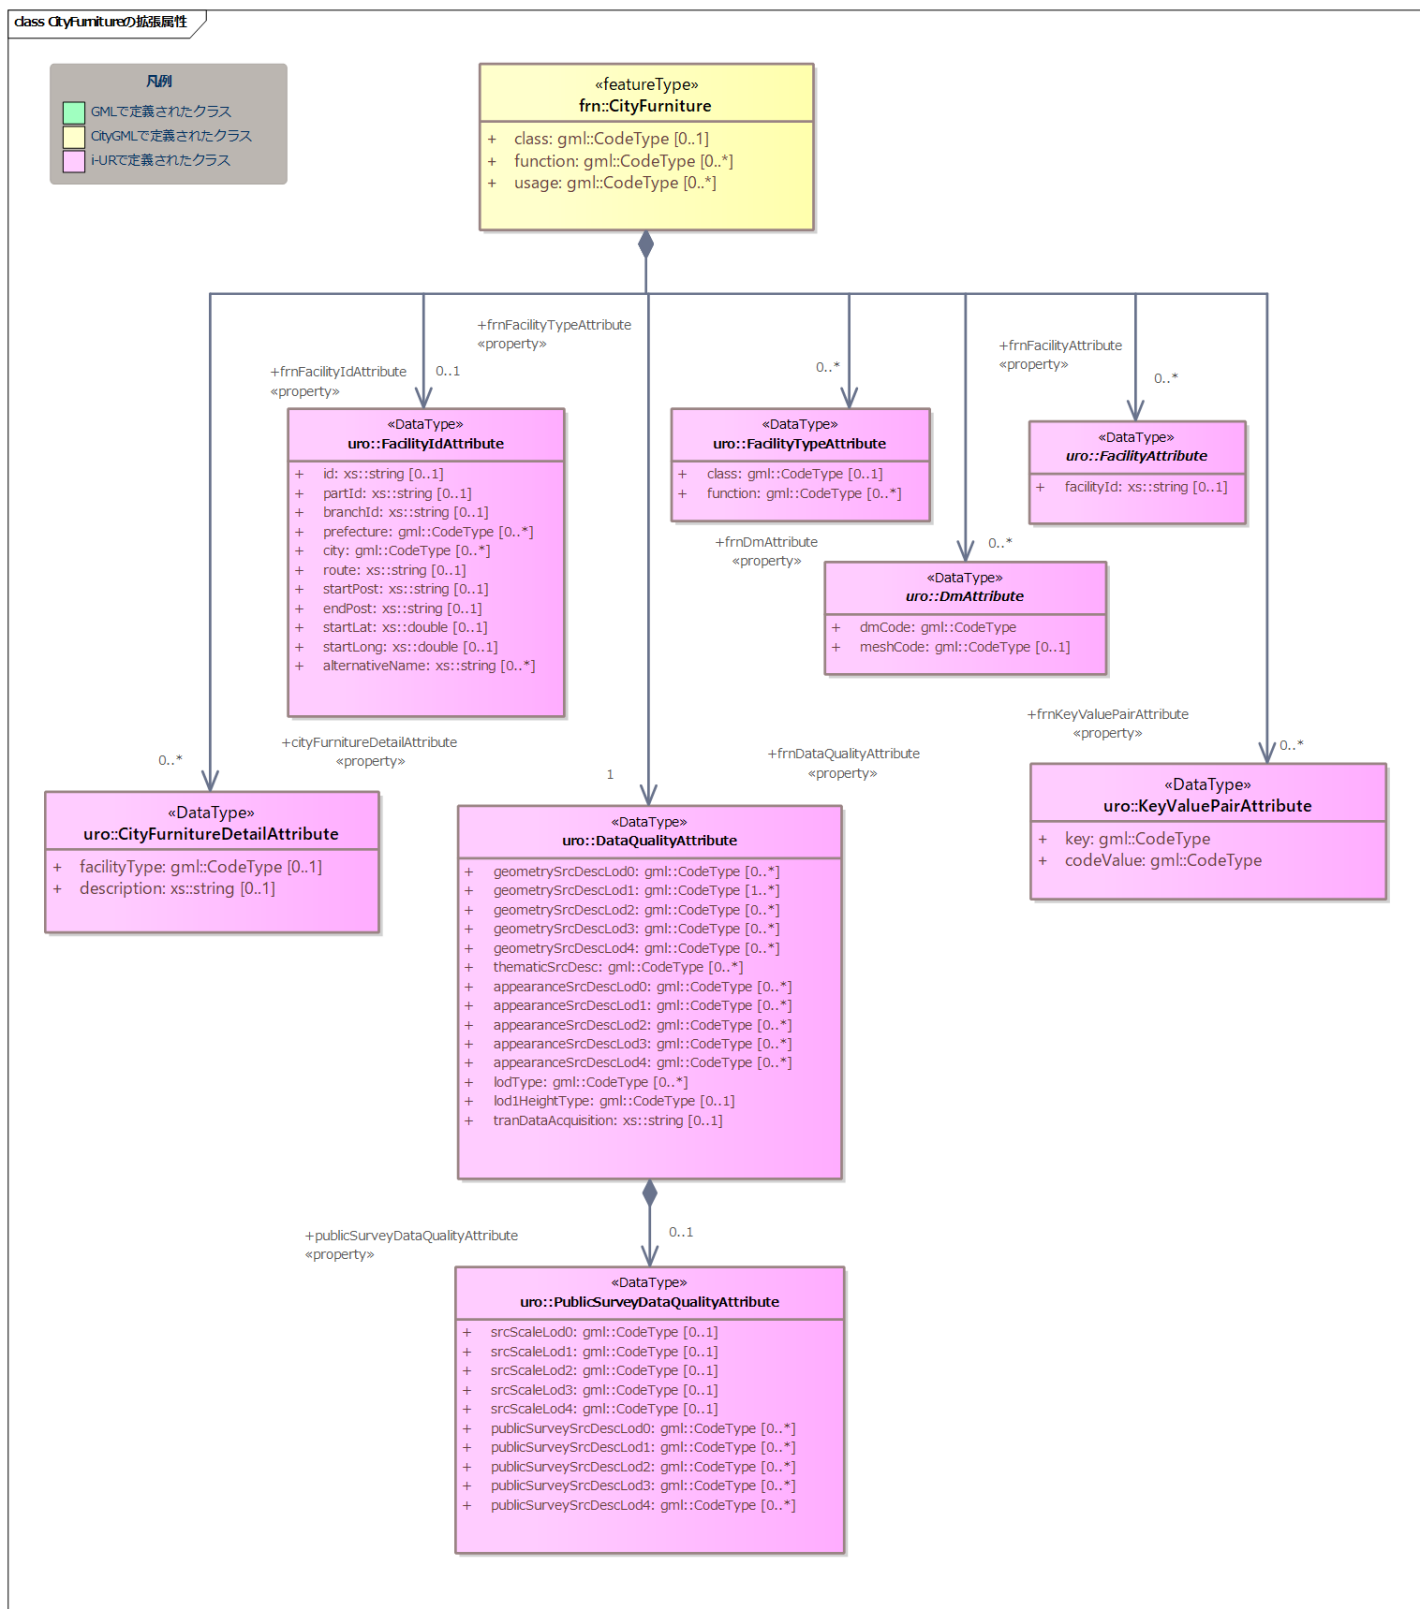 class CityFurnitureの拡張属性
凡例
GMLで定義されたクラス
CityGMLで定義されたクラス
i-URで定義されたクラス
«featureType»
frn::CityFurniture
+ class: gml::CodeType [0..1]
+ function: gml::CodeType [0..*]
+ usage: gml::CodeType [0..*]
+frnFacilityTypeAttribute
«property»
+frnFacilityAttribute
«property»
+frnFacilityIdAttribute
«property»
0..1
0..*
0..*
«DataType»
uro::FacilityIdAttribute
+ id: xs::string [0..1]
+ partId: xs::string [0..1]
+ branchId: xs::string [0..1]
+ prefecture: gml::CodeType [0..*]
+ city: gml::CodeType [0..*]
+ route: xs::string [0..1]
+ startPost: xs::string [0..1]
+ endPost: xs::string [0..1]
+ startLat: xs::double [0..1]
+ startLong: xs::double [0..1]
+ alternativeName: xs::string [0..*]
«DataType»
uro::FacilityTypeAttribute
+ class: gml::CodeType [0..1]
+ function: gml::CodeType [0..*]
«DataType»
uro::FacilityAttribute
+ facilityId: xs::string [0..1]
+frnDmAttribute
«property»
0..*
«DataType»
uro::DmAttribute
+ dmCode: gml::CodeType
+ meshCode: gml::CodeType [0..1]
+frnKeyValuePairAttribute
«property»
0..*
+cityFurnitureDetailAttribute
«property»
0..*
+frnDataQualityAttribute
«property»
1
«DataType»
uro::KeyValuePairAttribute
+ key: gml::CodeType
+ codeValue: gml::CodeType
«DataType»
uro::CityFurnitureDetailAttribute
+ facilityType: gml::CodeType [0..1]
+ description: xs::string [0..1]
«DataType»
uro::DataQualityAttribute
+ geometrySrcDescLod0: gml::CodeType [0..*]
+ geometrySrcDescLod1: gml::CodeType [1..*]
+ geometrySrcDescLod2: gml::CodeType [0..*]
+ geometrySrcDescLod3: gml::CodeType [0..*]
+ geometrySrcDescLod4: gml::CodeType [0..*]
+ thematicSrcDesc: gml::CodeType [0..*]
+ appearanceSrcDescLod0: gml::CodeType [0..*]
+ appearanceSrcDescLod1: gml::CodeType [0..*]
+ appearanceSrcDescLod2: gml::CodeType [0..*]
+ appearanceSrcDescLod3: gml::CodeType [0..*]
+ appearanceSrcDescLod4: gml::CodeType [0..*]
+ lodType: gml::CodeType [0..*]
+ lod1HeightType: gml::CodeType [0..1]
+ tranDataAcquisition: xs::string [0..1]
+publicSurveyDataQualityAttribute
«property»
0..1
«DataType»
uro::PublicSurveyDataQualityAttribute
+ srcScaleLod0: gml::CodeType [0..1]
+ srcScaleLod1: gml::CodeType [0..1]
+ srcScaleLod2: gml::CodeType [0..1]
+ srcScaleLod3: gml::CodeType [0..1]
+ srcScaleLod4: gml::CodeType [0..1]
+ publicSurveySrcDescLod0: gml::CodeType [0..*]
+ publicSurveySrcDescLod1: gml::CodeType [0..*]
+ publicSurveySrcDescLod2: gml::CodeType [0..*]
+ publicSurveySrcDescLod3: gml::CodeType [0..*]
+ publicSurveySrcDescLod4: gml::CodeType [0..*]